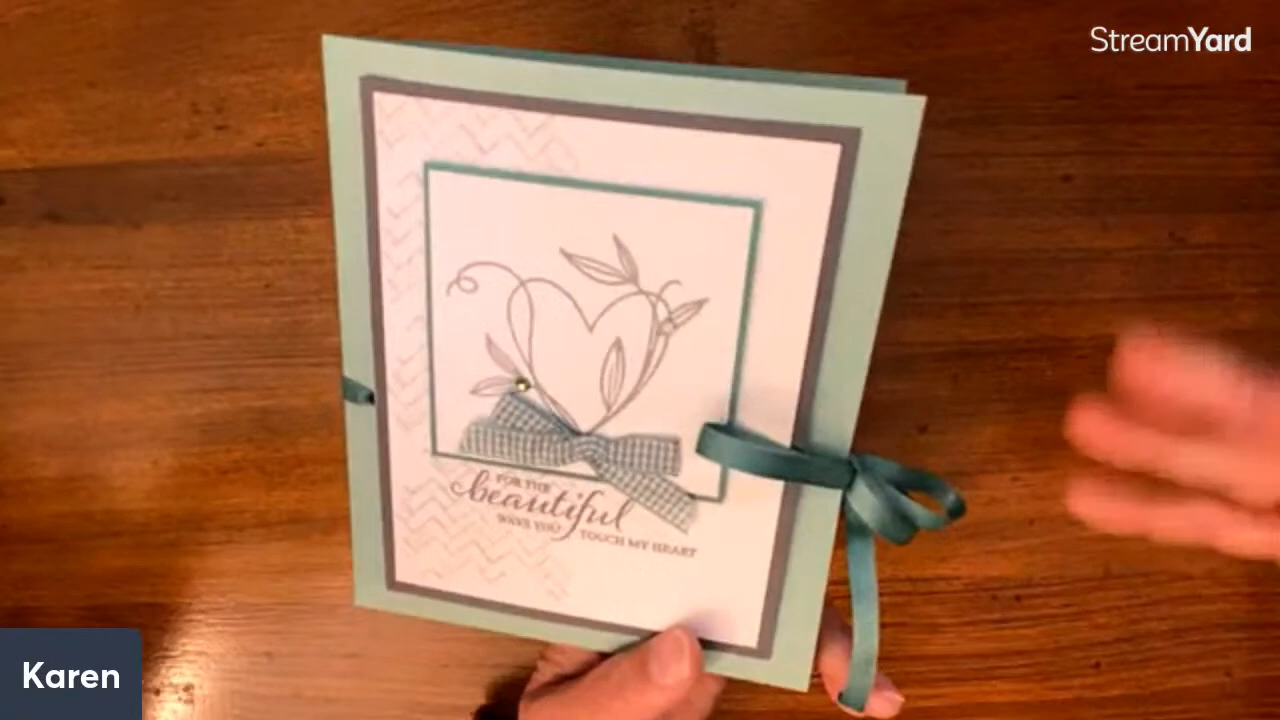 StreamYard
FOR THE
beautiful
WAYS YOU TOUCH MY HEART
Karen